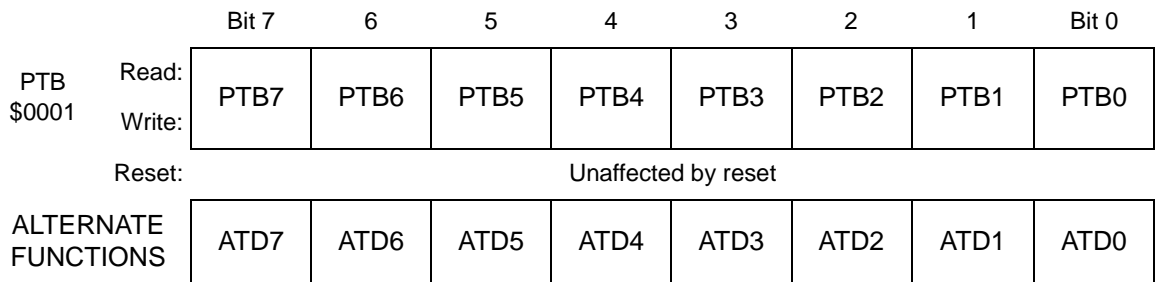 Bit 7 6 5 4 3 2 1 Bit 0
PTB Read: PTB7 PTB6 PTB5 PTB4 PTB3 PTB2 PTB1 PTB0
$0001 Write:
Reset: Unaffected by reset
ALTERNATE ATD7 ATD6 ATD5 ATD4 ATD3 ATD2 ATD1 ATD0
FUNCTIONS